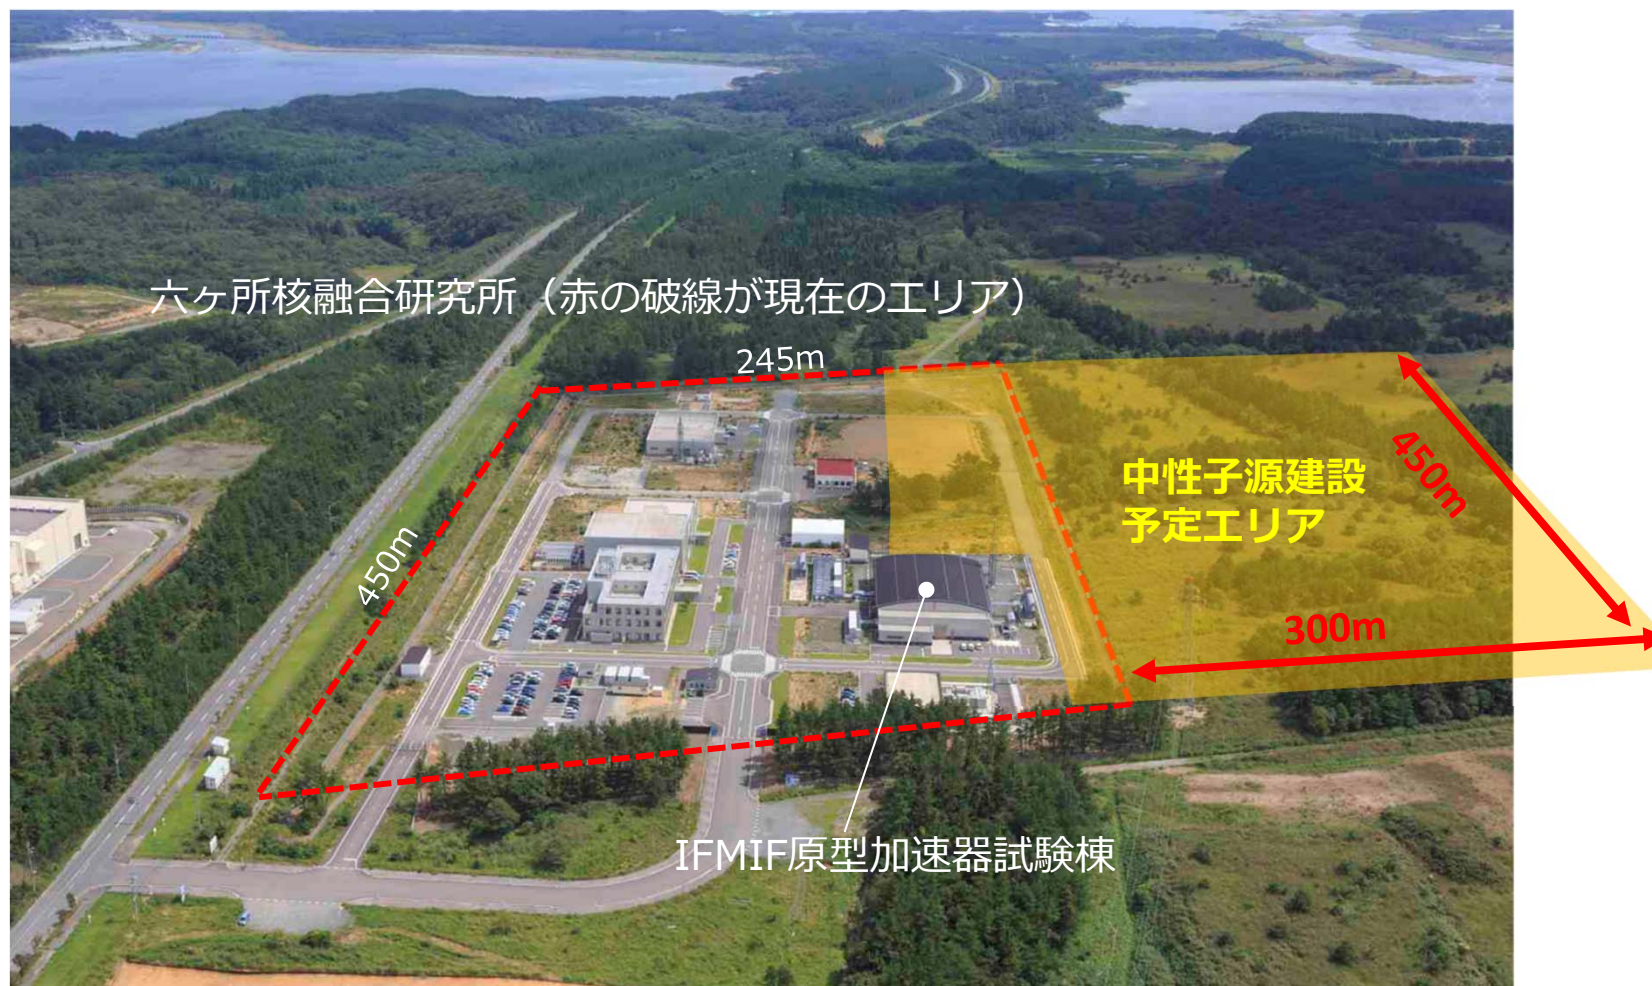 六ヶ所核融合研究所（赤の破線が現在のエリア）
245m
450m
450m
中性子源建設
予定エリア
300m
IFMIF原型加速器試験棟